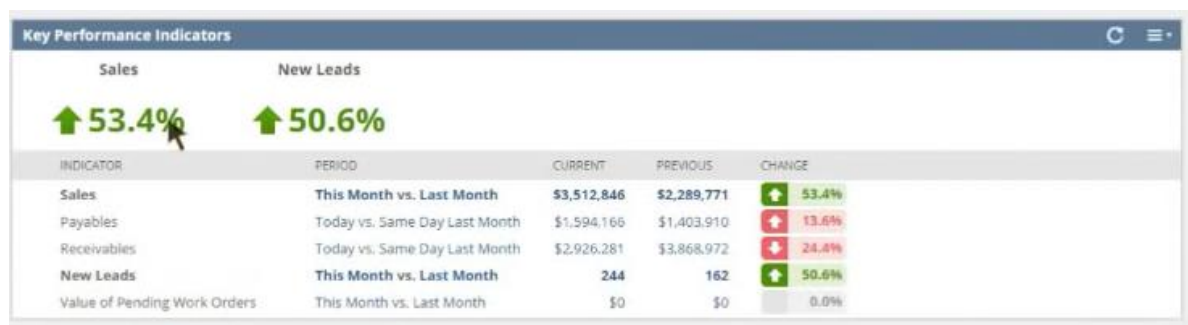 Key Performance Indicators
Sales New Leads
53.4% 50.6%
INDICATOR PERIOD CURRENT PREVIOUS CHANGE
Sales This Month vs. Last Month $3,512,846 $2,289,771 53.4%
Payables Today vs. Same Day Last Month $1,594,166 $1,403,910 13.6%
Receivables Today vs. Same Day Last Month $2,926,281 $3,868,972 24.4%
New Leads This Month vs. Last Month 244 162 50.6%
Value of Pending Work Orders This Month vs. Last Month $0 $0 0.0%